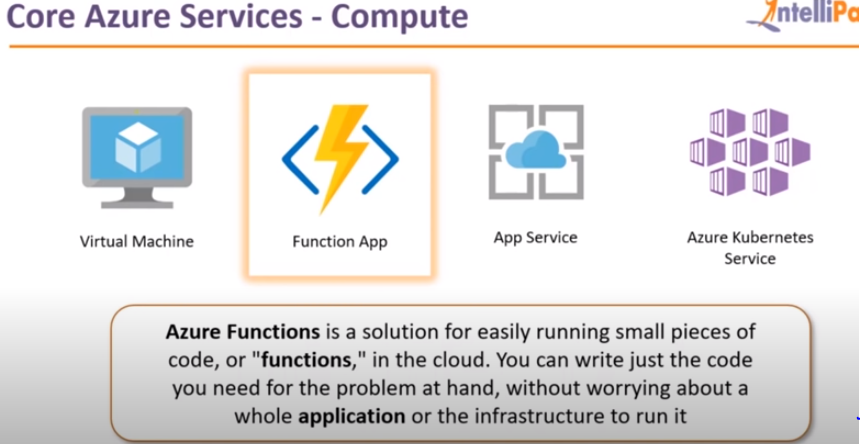 Core Azure Services - Compute
Virtual Machine
Function App
App Service
Azure Kubernetes
Service
Azure Functions is a solution for easily running small pieces of
code, or "functions," in the cloud. You can write just the code
you need for the problem at hand, without worrying about a
whole application or the infrastructure to run it